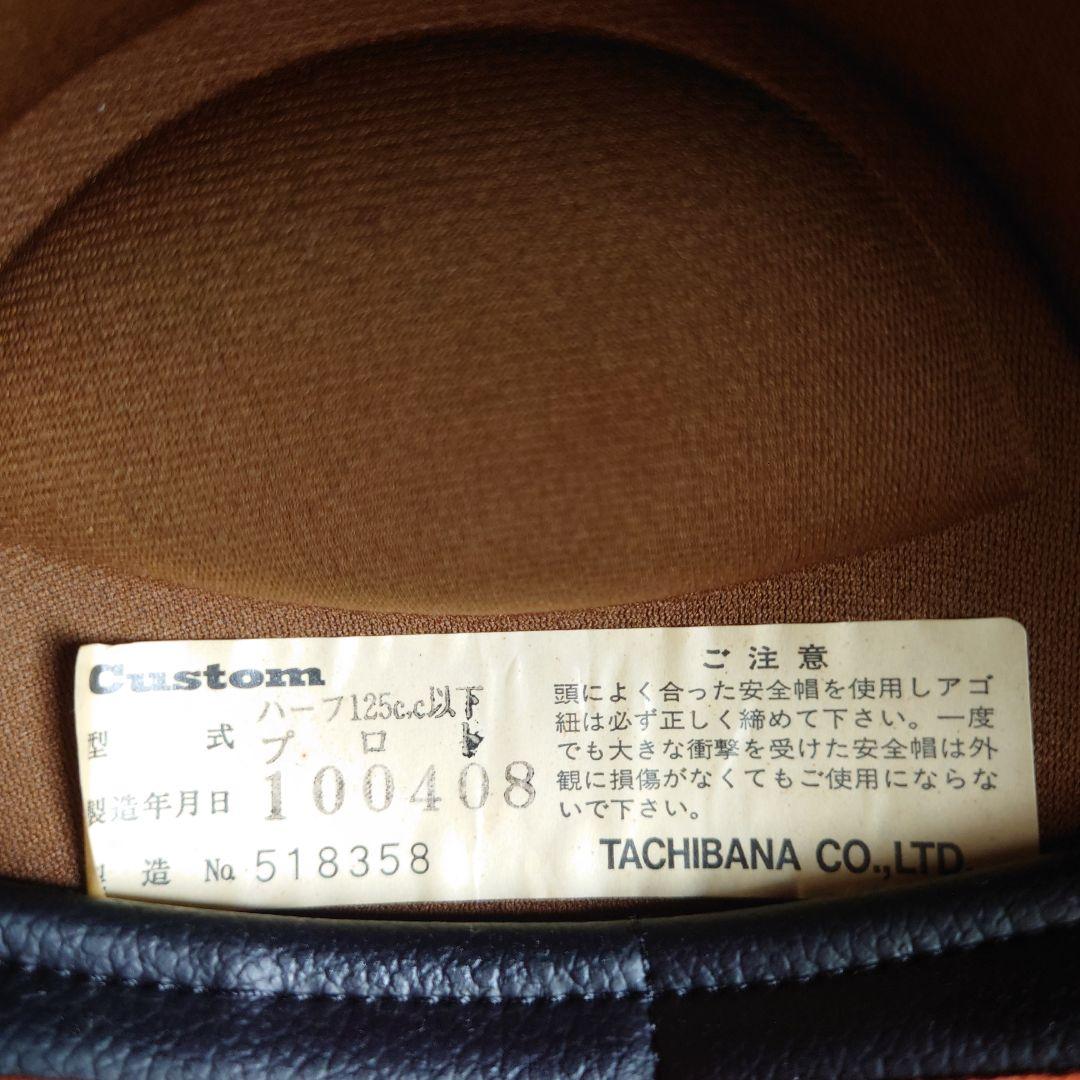 Custom
ハーフ125c.c以下
型 式 プロト
製造年月日 100408
造 No. 518358
ご注意
頭によく合った安全帽を使用しアゴ
紐は必ず正しく締めて下さい。一度
でも大きな衝撃を受けた安全帽は外
観に損傷がなくてもご使用にならな
いで下さい。
TACHIBANA CO.,LTD.